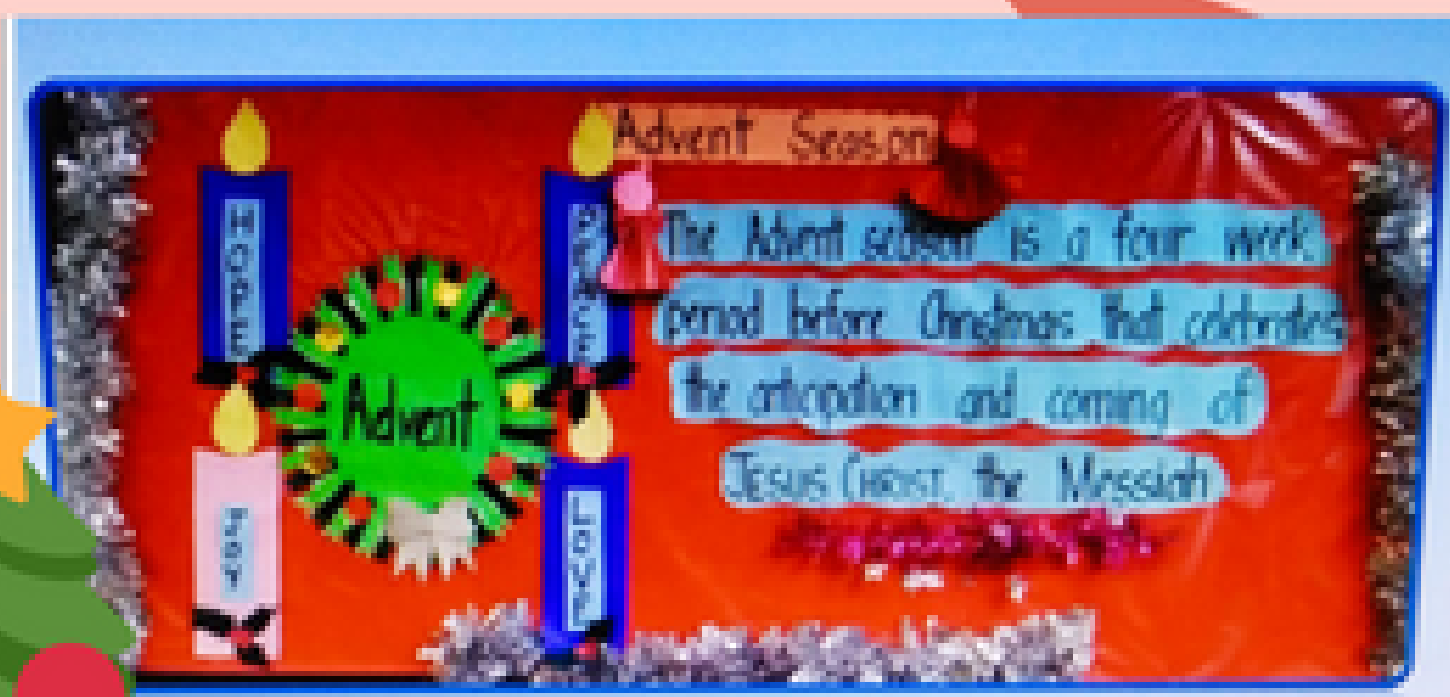 Advent Season
HOPE
PEACE
The Advent season is a four week
period before Christmas that celebrates
the anticipation and coming of
Jesus Christ, the Messiah
Advent
JOY
LOVE